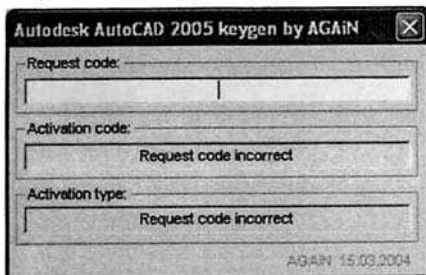 Autodesk AutoCAD 2005 keygen by AGAiN
Request code:
Activation code:
Request code incorrect
Activation type:
Request code incorrect
AGAiN 15.03.2004